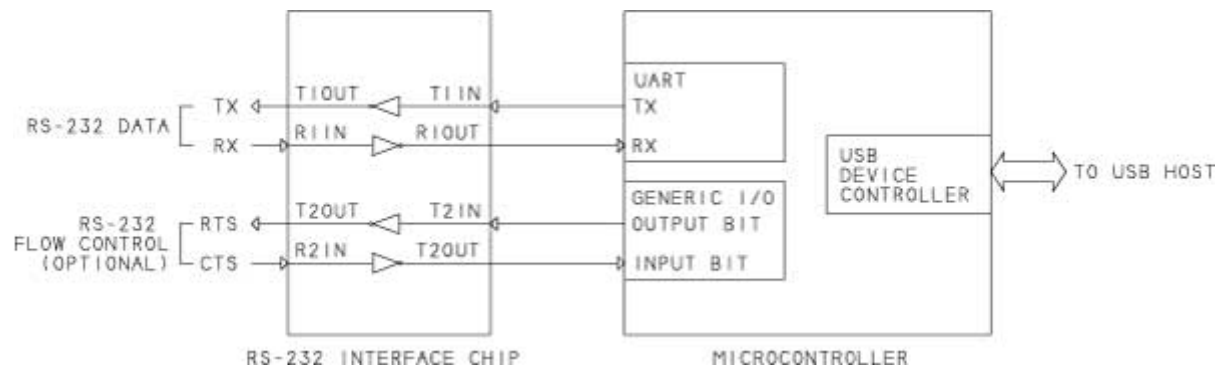 UART
T1OUT T1IN TX
TX
RS-232 DATA
R1IN R1OUT RX
RX
USB
DEVICE
CONTROLLER
TO USB HOST
GENERIC I/O
T2OUT T2IN OUTPUT BIT
RS-232 RTS
FLOW CONTROL
(OPTIONAL) CTS
R2IN T2OUT INPUT BIT
RS-232 INTERFACE CHIP
MICROCONTROLLER